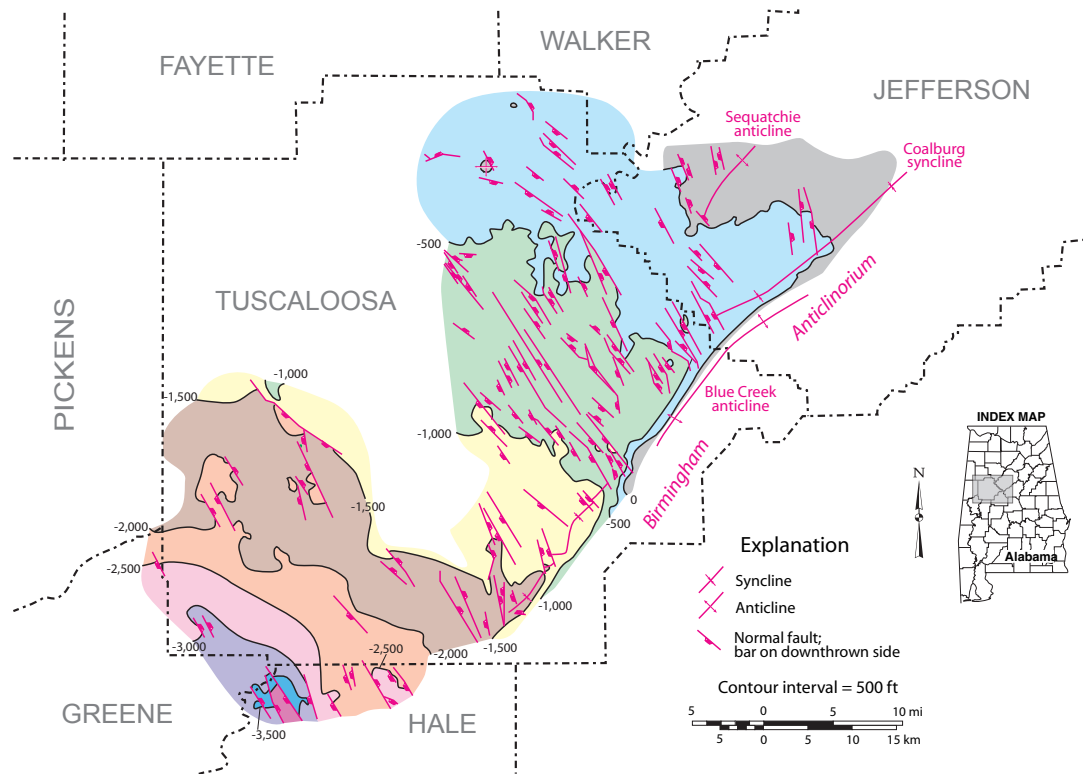 WALKER
FAYETTE
JEFFERSON
Sequatchie
anticline
Coalburg
syncline
-500
TUSCALOOSA
PICKENS
Anticlinorium
-1,000
-1,500
Blue Creek
anticline
-1,000
Birmingham
0
-500
-1,500
-2,000
-2,500
-1,000
-1,500
-2,000
-2,500
-3,000
-3,500
GREENE
HALE
INDEX MAP
N
Alabama
Explanation
Syncline
Anticline
Normal fault;
bar on downthrown side
Contour interval = 500 ft
5 0 5 10 mi
5 0 5 10 15 km